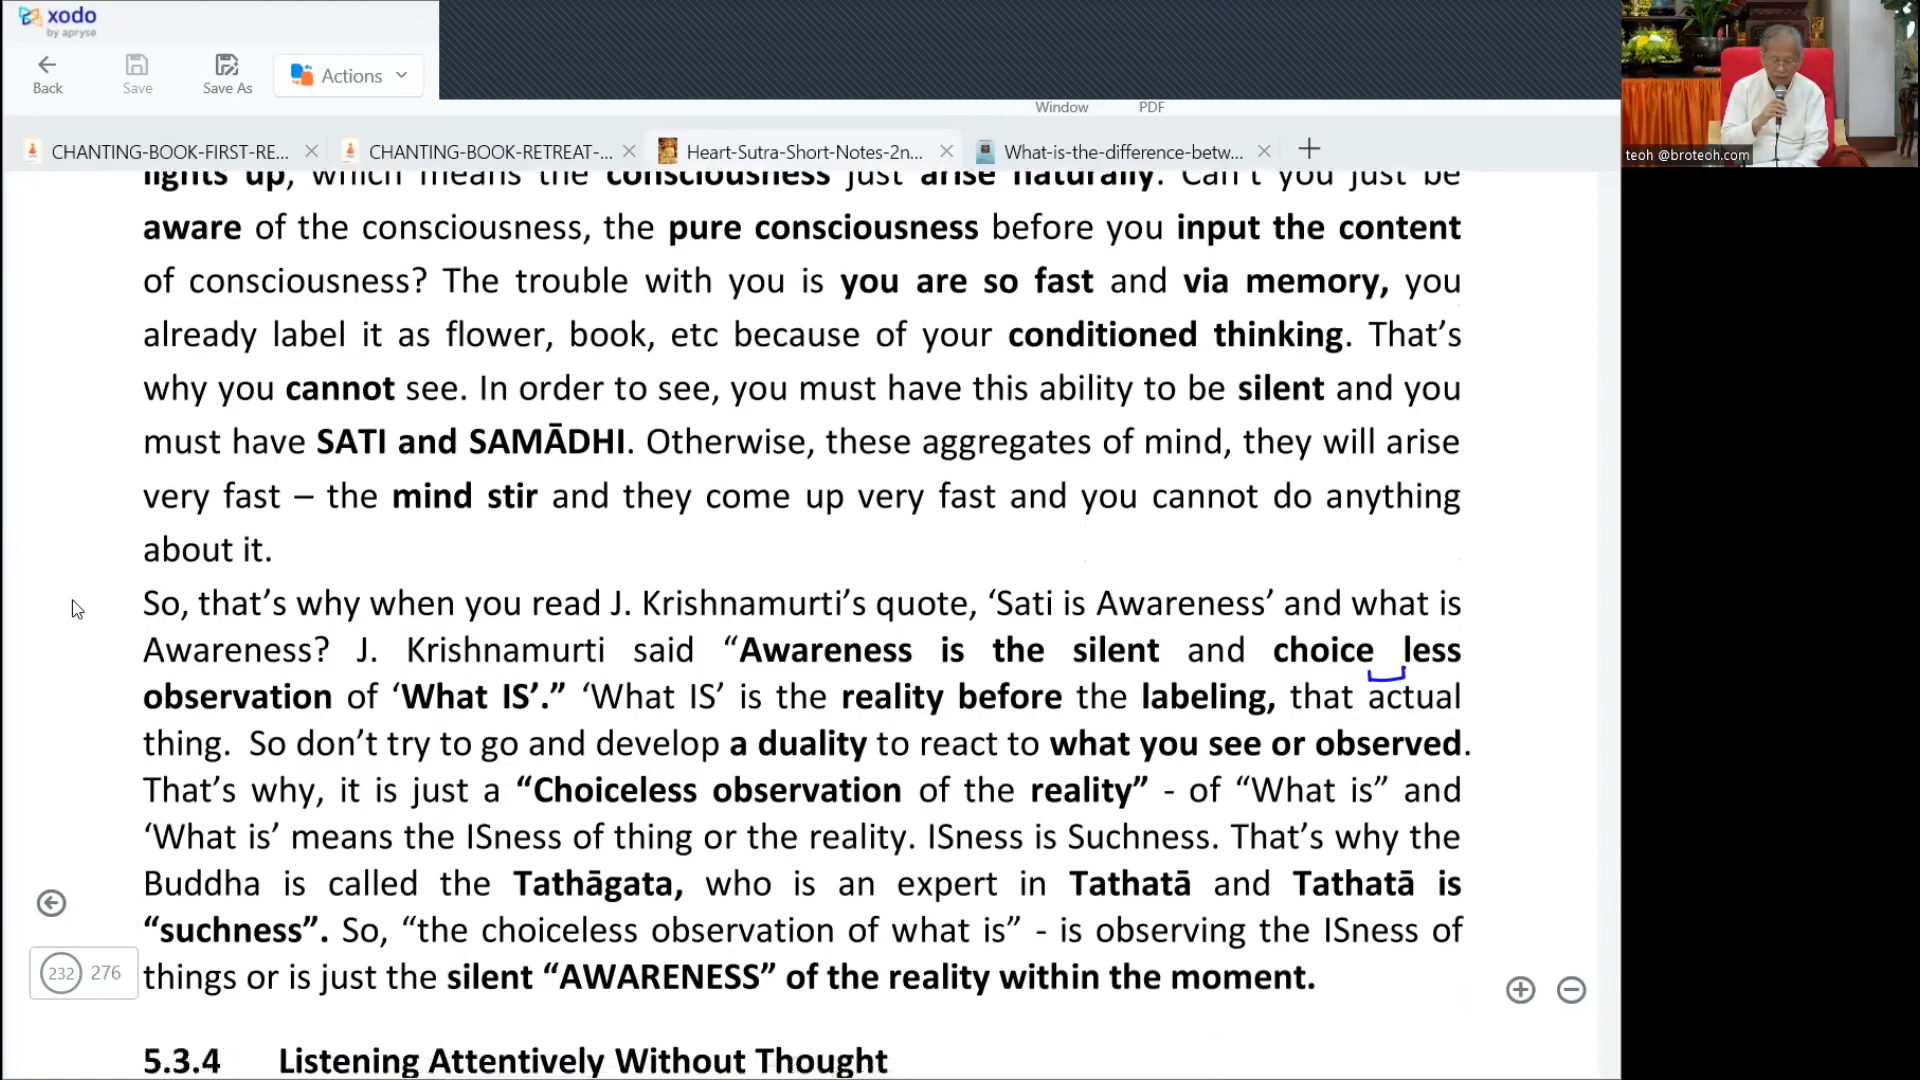 xodo
by apryse
Back
Save
Save As
Actions
Window
PDF
CHANTING-BOOK-FIRST-RE...
CHANTING-BOOK-RETREAT-...
Heart-Sutra-Short-Notes-2n...
What-is-the-difference-betw...
teoh @broteoh.com
lights up, which means the consciousness just arise naturally. Can't you just be
aware of the consciousness, the pure consciousness before you input the content
of consciousness? The trouble with you is you are so fast and via memory, you
already label it as flower, book, etc because of your conditioned thinking. That’s
why you cannot see. In order to see, you must have this ability to be silent and you
must have SATI and SAMĀDHI. Otherwise, these aggregates of mind, they will arise
very fast – the mind stir and they come up very fast and you cannot do anything
about it.
So, that’s why when you read J. Krishnamurti’s quote, ‘Sati is Awareness’ and what is
Awareness? J. Krishnamurti said “Awareness is the silent and choice less
observation of ‘What IS’.” ‘What IS’ is the reality before the labeling, that actual
thing. So don’t try to go and develop a duality to react to what you see or observed.
That’s why, it is just a “Choiceless observation of the reality” - of “What is” and
‘What is’ means the ISness of thing or the reality. ISness is Suchness. That’s why the
Buddha is called the Tathāgata, who is an expert in Tathatā and Tathatā is
“suchness”. So, “the choiceless observation of what is” - is observing the ISness of
things or is just the silent “AWARENESS” of the reality within the moment.
232 276
5.3.4 Listening Attentively Without Thought